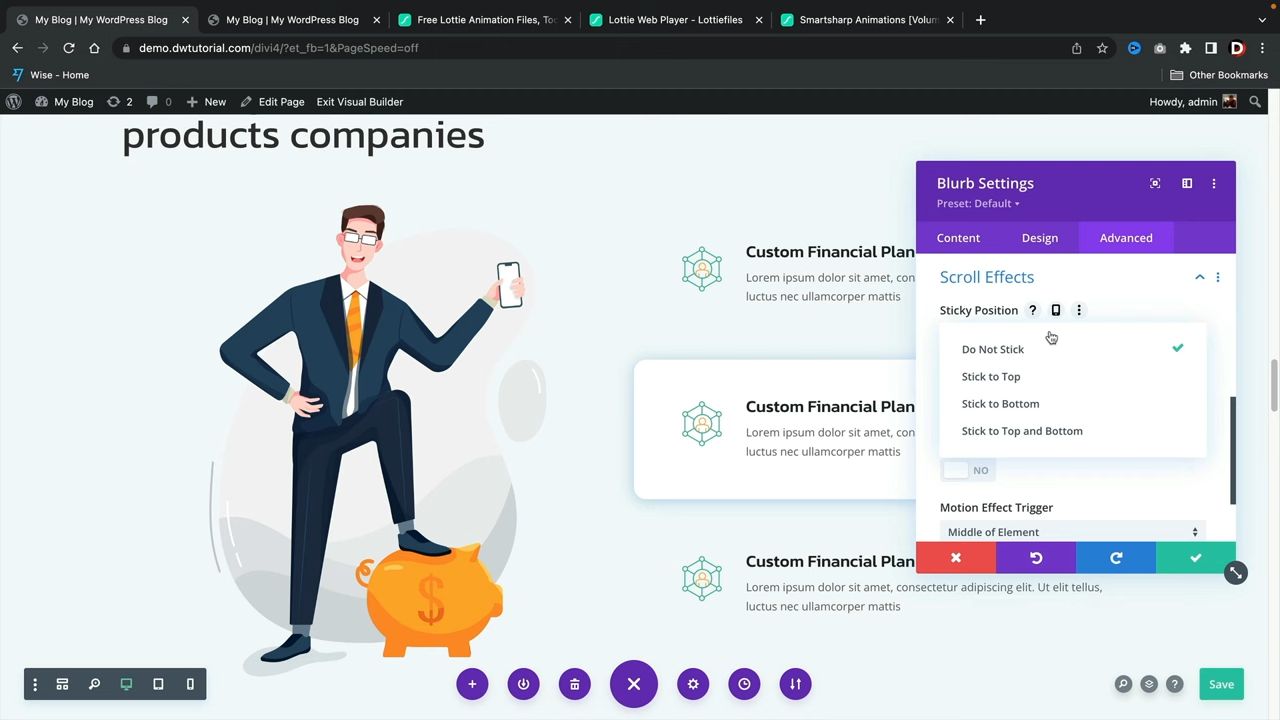 My Blog | My WordPress Blog
My Blog | My WordPress Blog
Free Lottie Animation Files, Too
Lottie Web Player - Lottiefiles
Smartsharp Animations [Volum
demo.dwtutorial.com/divi4/?et_fb=1&PageSpeed=off
Wise - Home
Other Bookmarks
My Blog
2
0
New
Edit Page
Exit Visual Builder
Howdy, admin
products companies
Blurb Settings
Preset: Default
Content
Design
Advanced
Scroll Effects
Sticky Position
Do Not Stick
Stick to Top
Stick to Bottom
Stick to Top and Bottom
NO
Motion Effect Trigger
Middle of Element
Custom Financial Plan
Lorem ipsum dolor sit amet, con
luctus nec ullamcorper mattis
Custom Financial Plan
Lorem ipsum dolor sit amet, con
luctus nec ullamcorper mattis
Custom Financial Plan
Lorem ipsum dolor sit amet, consectetur adipiscing elit. Ut elit tellus,
luctus nec ullamcorper mattis
$
Save